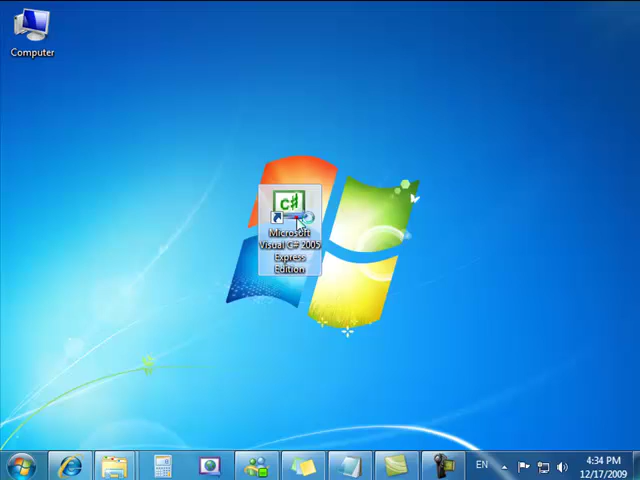 Computer
C#
Microsoft
Visual C# 2005
Express
Edition
EN
4:34 PM
12/17/2009